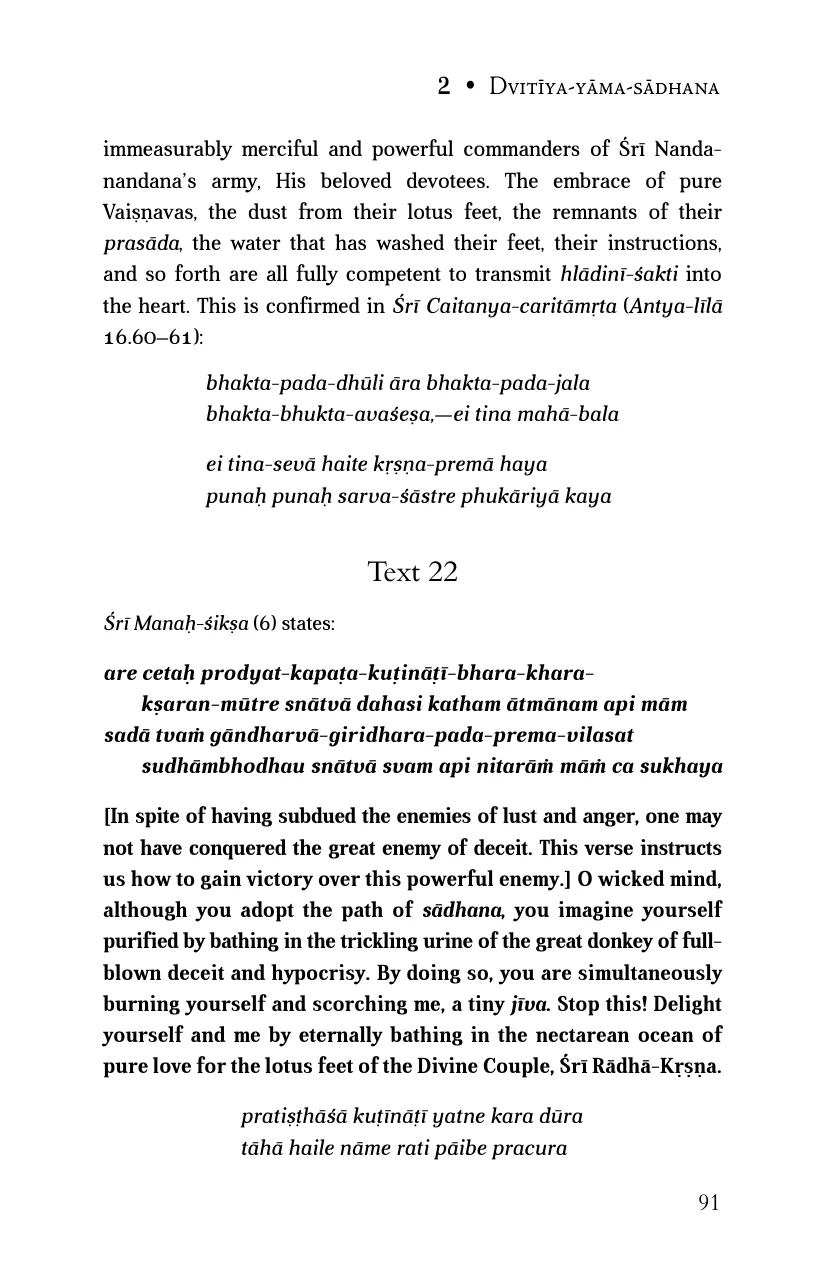 2 • Dvitīya-yāma-sādhana
immeasurably merciful and powerful commanders of Śrī Nanda-
nandana's army, His beloved devotees. The embrace of pure
Vaiṣṇavas, the dust from their lotus feet, the remnants of their
prasāda, the water that has washed their feet, their instructions,
and so forth are all fully competent to transmit hlādinī-śakti into
the heart. This is confirmed in Śrī Caitanya-caritāmṛta (Antya-līlā
16.60–61):
bhakta-pada-dhūli āra bhakta-pada-jala
bhakta-bhukta-avaśeṣa,—ei tina mahā-bala
ei tina-sevā haite kṛṣṇa-premā haya
punaḥ punaḥ sarva-śāstre phukāriyā kaya
Text 22
Śrī Manaḥ-śikṣa (6) states:
are cetaḥ prodyat-kapaṭa-kuṭināṭī-bhara-khara-
kṣaran-mūtre snātvā dahasi katham ātmānam api mām
sadā tvaṁ gāndharvā-giridhara-pada-prema-vilasat
sudhāmbhodhau snātvā svam api nitarāṁ māṁ ca sukhaya
[In spite of having subdued the enemies of lust and anger, one may
not have conquered the great enemy of deceit. This verse instructs
us how to gain victory over this powerful enemy.] O wicked mind,
although you adopt the path of sādhana, you imagine yourself
purified by bathing in the trickling urine of the great donkey of full-
blown deceit and hypocrisy. By doing so, you are simultaneously
burning yourself and scorching me, a tiny jīva. Stop this! Delight
yourself and me by eternally bathing in the nectarean ocean of
pure love for the lotus feet of the Divine Couple, Śrī Rādhā-Kṛṣṇa.
pratiṣṭhāśā kuṭīnāṭī yatne kara dūra
tāhā haile nāme rati pāibe pracura
91